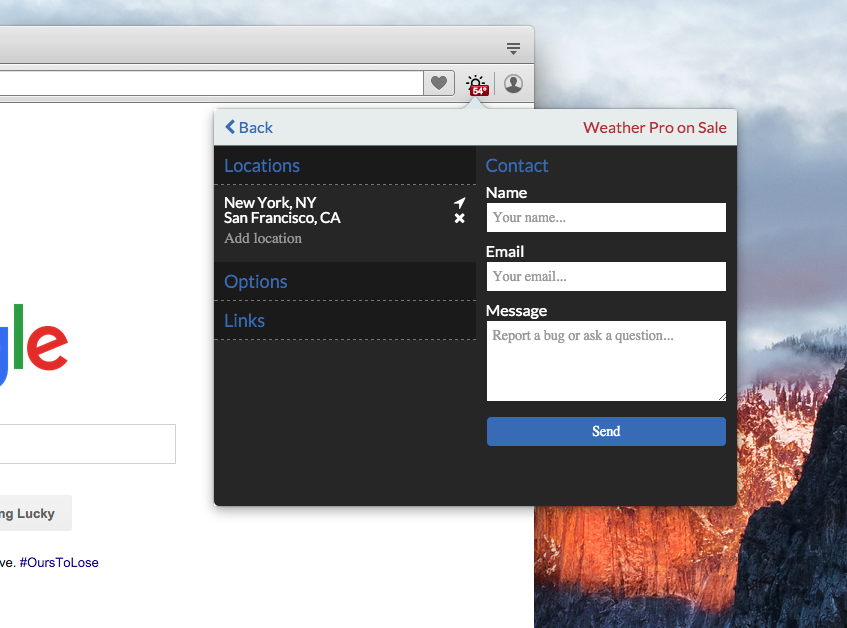 54°
Back
Weather Pro on Sale
Locations
New York, NY
San Francisco, CA
Add location
Options
Links
Contact
Name
Your name...
Email
Your email...
Message
Report a bug or ask a question...
Send
gle
ng Lucky
ve. #OursToLose